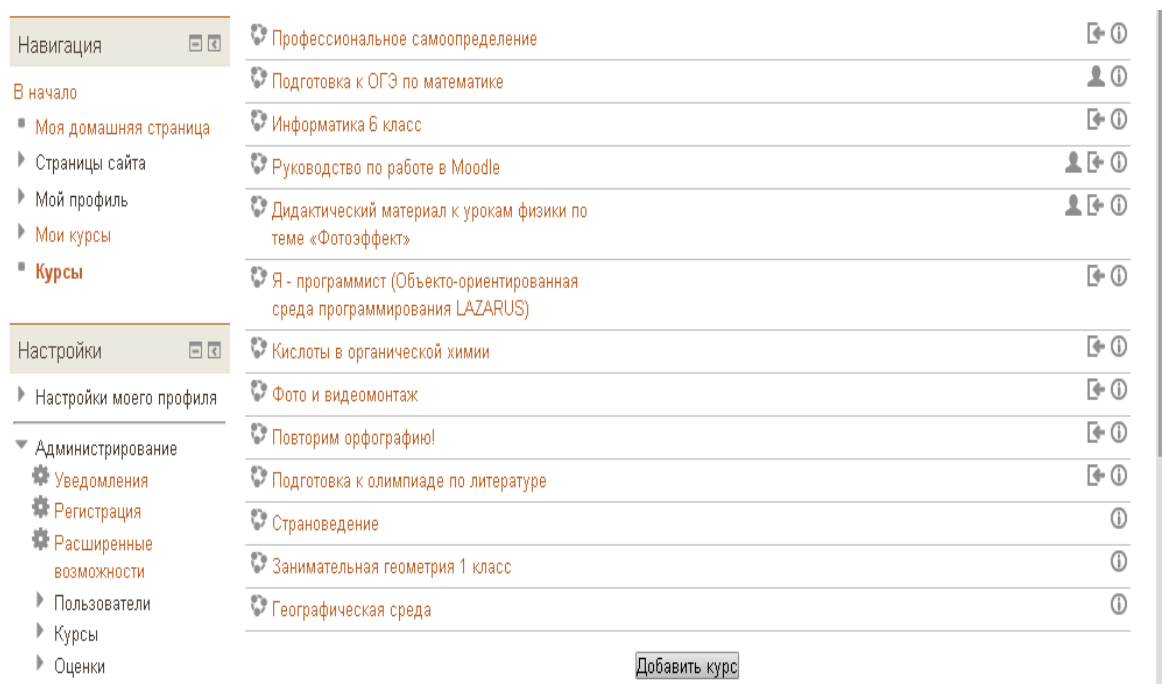 Навигация
В начало
Моя домашняя страница
Страницы сайта
Мой профиль
Мои курсы
Курсы
Настройки
Настройки моего профиля
Администрирование
Уведомления
Регистрация
Расширенные
возможности
Пользователи
Курсы
Оценки
Профессиональное самоопределение
Подготовка к ОГЭ по математике
Информатика 6 класс
Руководство по работе в Moodle
Дидактический материал к урокам физики по
теме «Фотоэффект»
Я - программист (Объекто-ориентированная
среда программирования LAZARUS)
Кислоты в органической химии
Фото и видеомонтаж
Повторим орфографию!
Подготовка к олимпиаде по литературе
Страноведение
Занимательная геометрия 1 класс
Географическая среда
Добавить курс